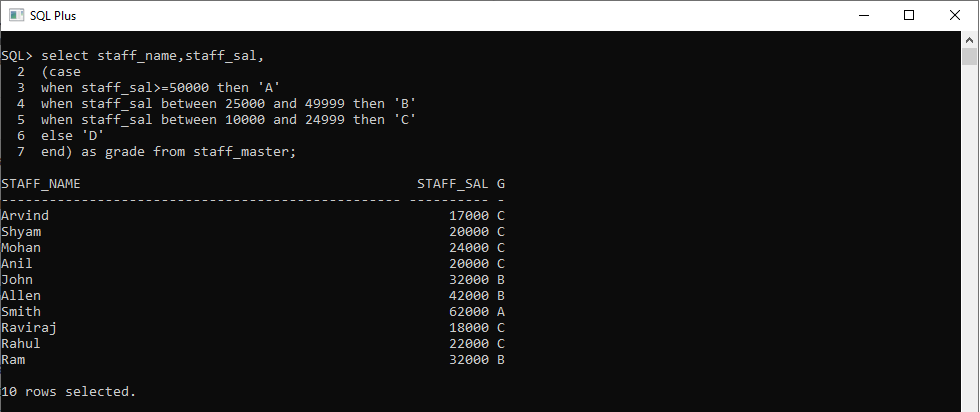 SQL Plus
SQL> select staff_name,staff_sal,
2 (case
3 when staff_sal>=50000 then 'A'
4 when staff_sal between 25000 and 49999 then 'B'
5 when staff_sal between 10000 and 24999 then 'C'
6 else 'D'
7 end) as grade from staff_master;
STAFF_NAME STAFF_SAL G
-------------------------------------------------- ---------- -
Arvind 17000 C
Shyam 20000 C
Mohan 24000 C
Anil 20000 C
John 32000 B
Allen 42000 B
Smith 62000 A
Raviraj 18000 C
Rahul 22000 C
Ram 32000 B
10 rows selected.